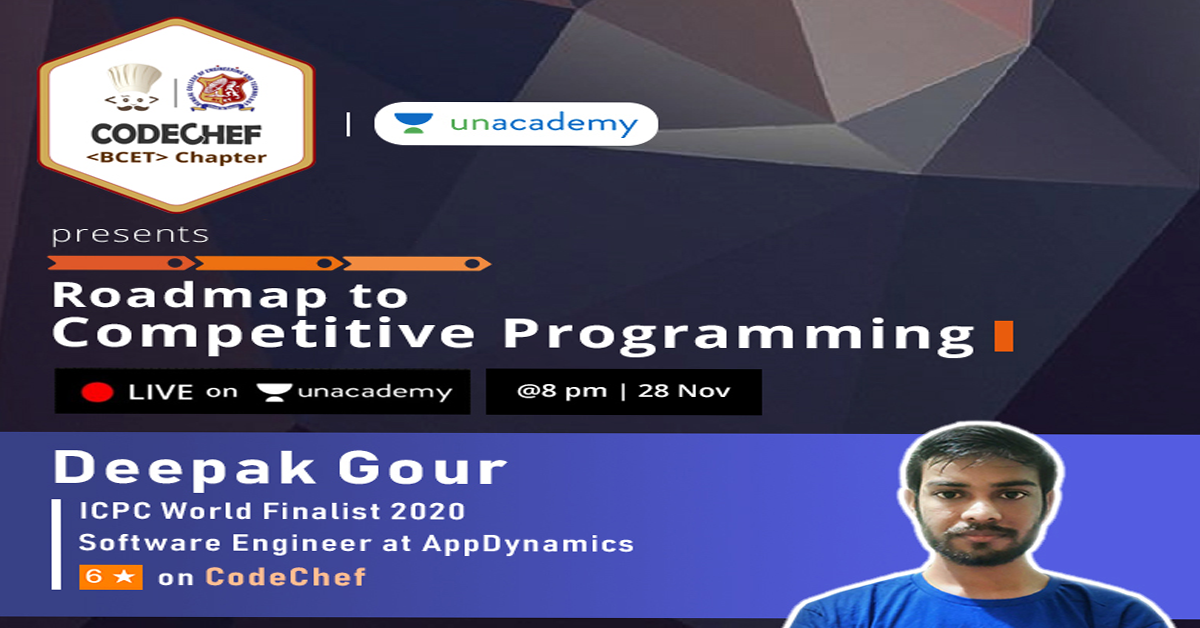 CODECHEF
<BCET> Chapter
| unacademy
presents
Roadmap to
Competitive Programming
LIVE on unacademy
@8 pm | 28 Nov
Deepak Gour
ICPC World Finalist 2020
Software Engineer at AppDynamics
6 ★ on CodeChef